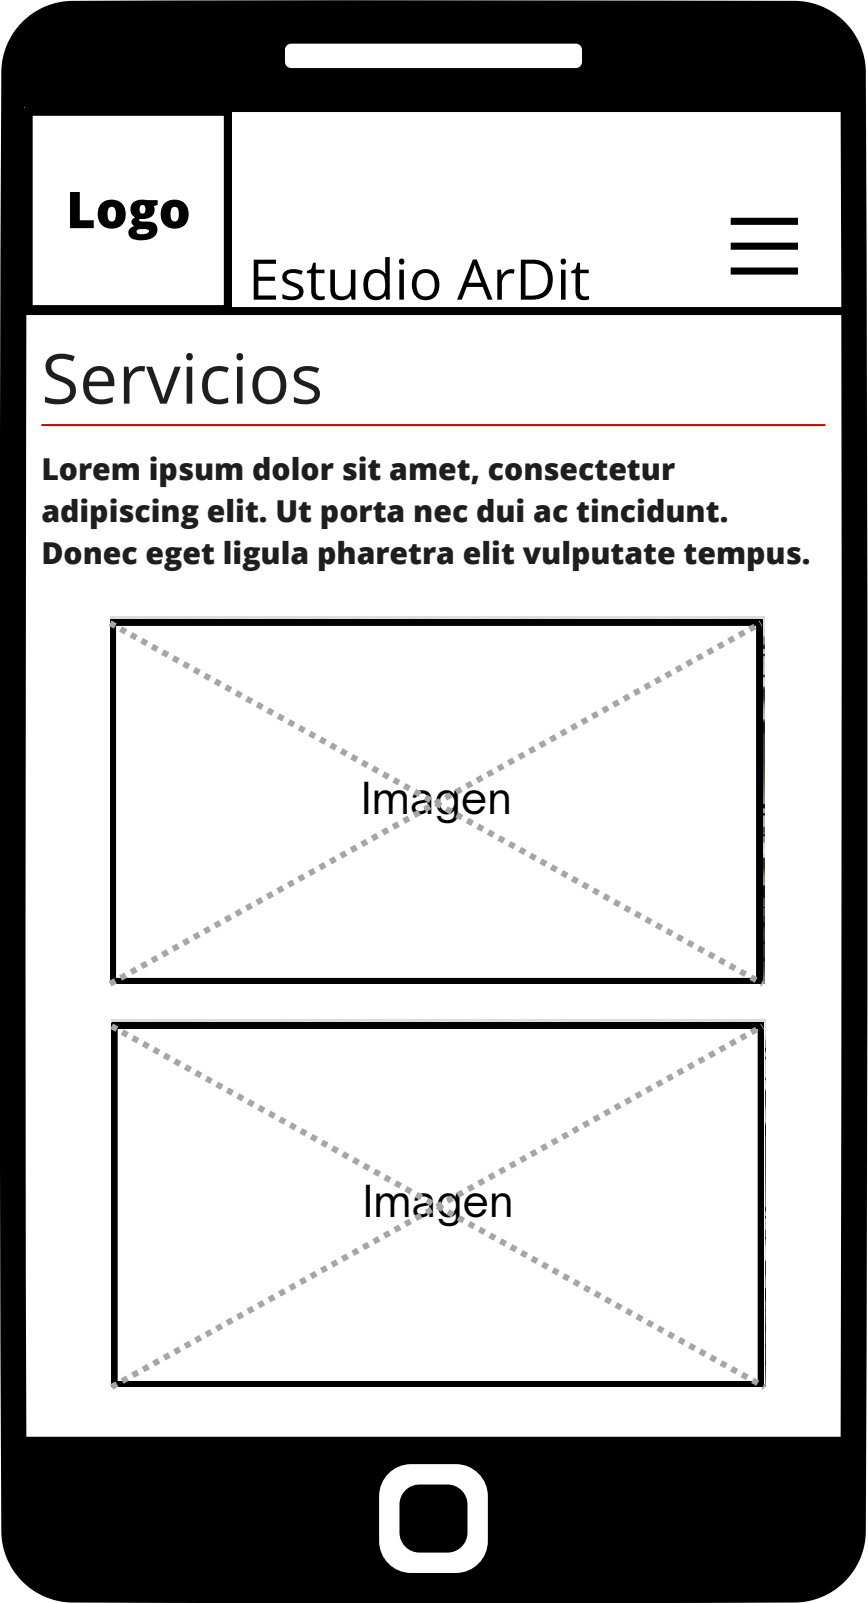 Logo
Estudio ArDit
Servicios
Lorem ipsum dolor sit amet, consectetur
adipiscing elit. Ut porta nec dui ac tincidunt.
Donec eget ligula pharetra elit vulputate tempus.
Imagen
Imagen